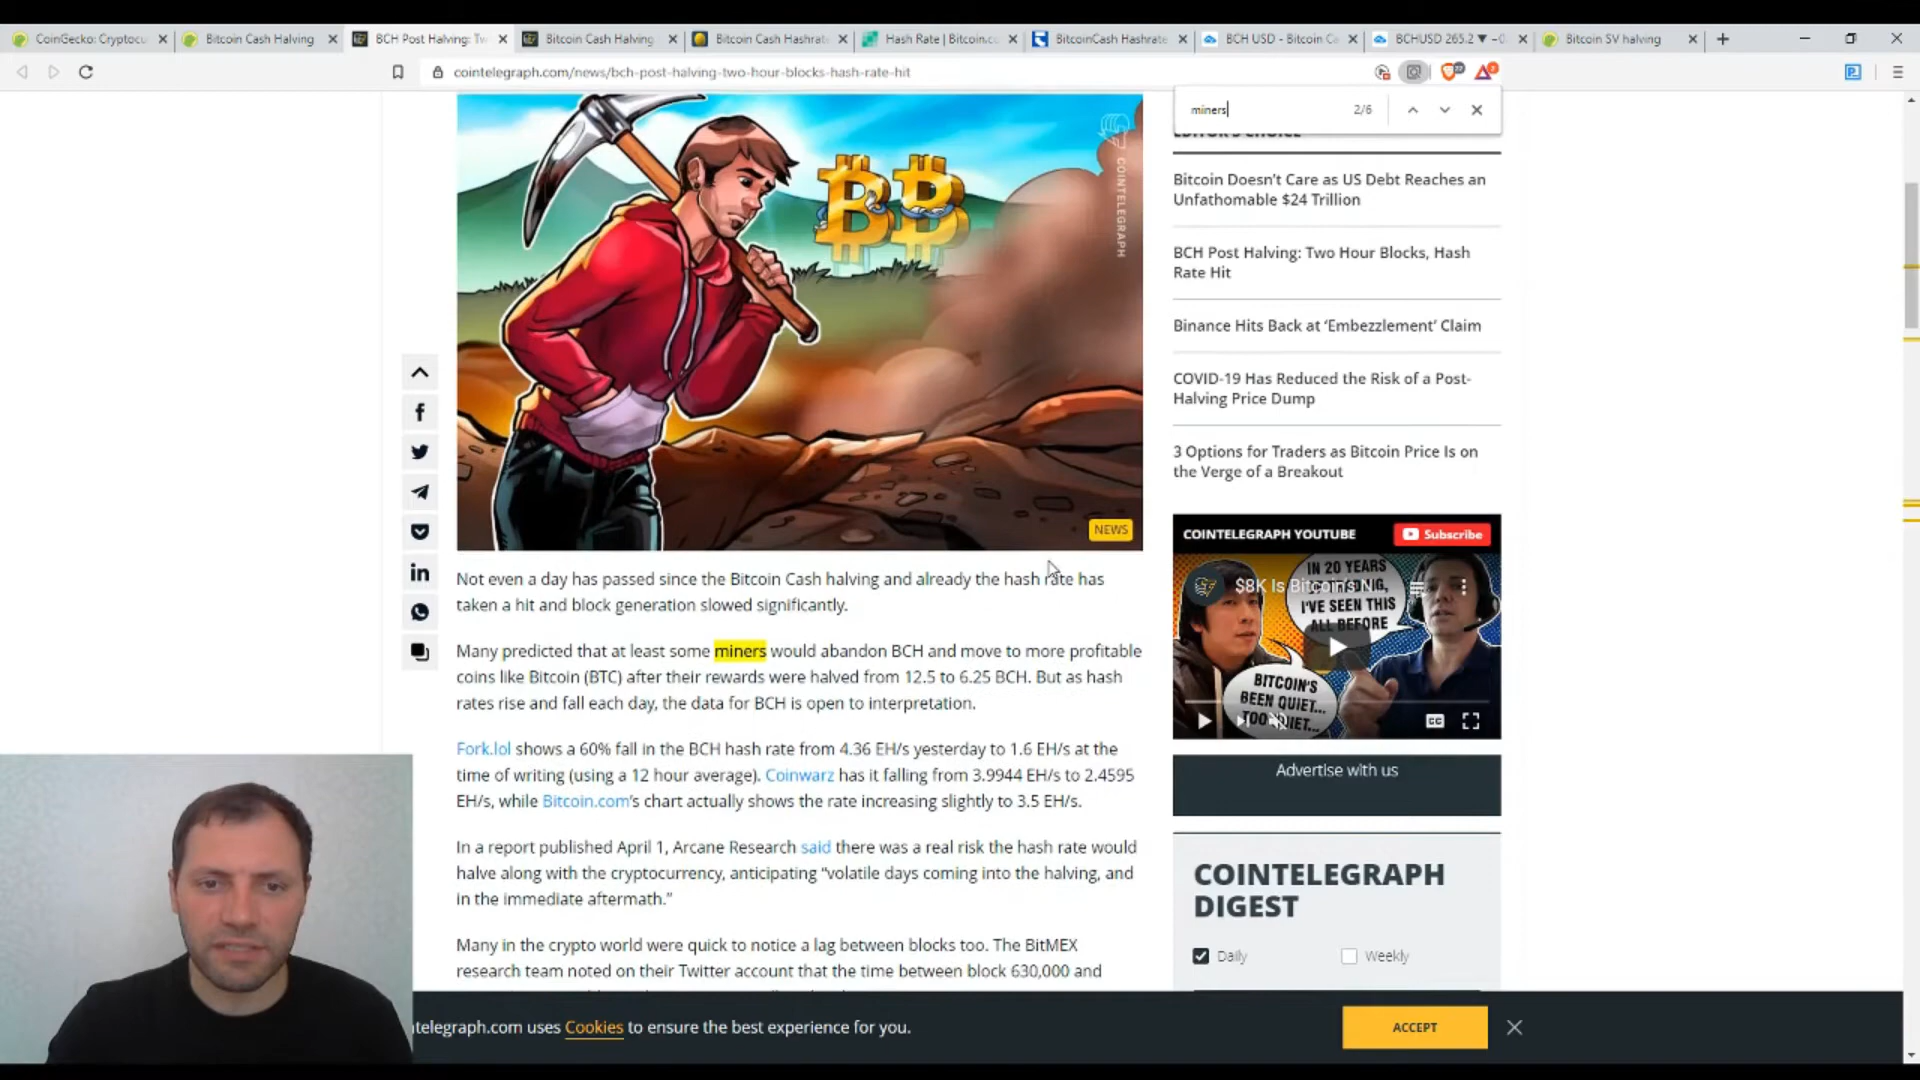 CoinGecko: Cryptocu
Bitcoin Cash Halving
BCH Post Halving: Tw
Bitcoin Cash Halving
Bitcoin Cash Hashrat
Hash Rate | Bitcoin.c
BitcoinCash Hashrate
BCH USD - Bitcoin C
BCHUSD 265.2 ▼ −0
Bitcoin SV halving
cointelegraph.com/news/bch-post-halving-two-hour-blocks-hash-rate-hit
miners
2/6
EDITOR'S CHOICE
Bitcoin Doesn't Care as US Debt Reaches an
Unfathomable $24 Trillion
BCH Post Halving: Two Hour Blocks, Hash
Rate Hit
Binance Hits Back at 'Embezzlement' Claim
COVID-19 Has Reduced the Risk of a Post-
Halving Price Dump
3 Options for Traders as Bitcoin Price Is on
the Verge of a Breakout
COINTELEGRAPH
NEWS
Not even a day has passed since the Bitcoin Cash halving and already the hash rate has
taken a hit and block generation slowed significantly.
Many predicted that at least some miners would abandon BCH and move to more profitable
coins like Bitcoin (BTC) after their rewards were halved from 12.5 to 6.25 BCH. But as hash
rates rise and fall each day, the data for BCH is open to interpretation.
Fork.lol shows a 60% fall in the BCH hash rate from 4.36 EH/s yesterday to 1.6 EH/s at the
time of writing (using a 12 hour average). Coinwarz has it falling from 3.9944 EH/s to 2.4595
EH/s, while Bitcoin.com's chart actually shows the rate increasing slightly to 3.5 EH/s.
In a report published April 1, Arcane Research said there was a real risk the hash rate would
halve along with the cryptocurrency, anticipating “volatile days coming into the halving, and
in the immediate aftermath.”
Many in the crypto world were quick to notice a lag between blocks too. The BitMEX
research team noted on their Twitter account that the time between block 630,000 and
COINTELEGRAPH YOUTUBE
Subscribe
$8K Is Bitcoin's N
IN 20 YEARS
I'VE SEEN THIS
ALL BEFORE
BITCOIN'S
BEEN QUIET...
TOO QUIET...
CC
Advertise with us
COINTELEGRAPH
DIGEST
Daily
Weekly
telegraph.com uses Cookies to ensure the best experience for you.
ACCEPT